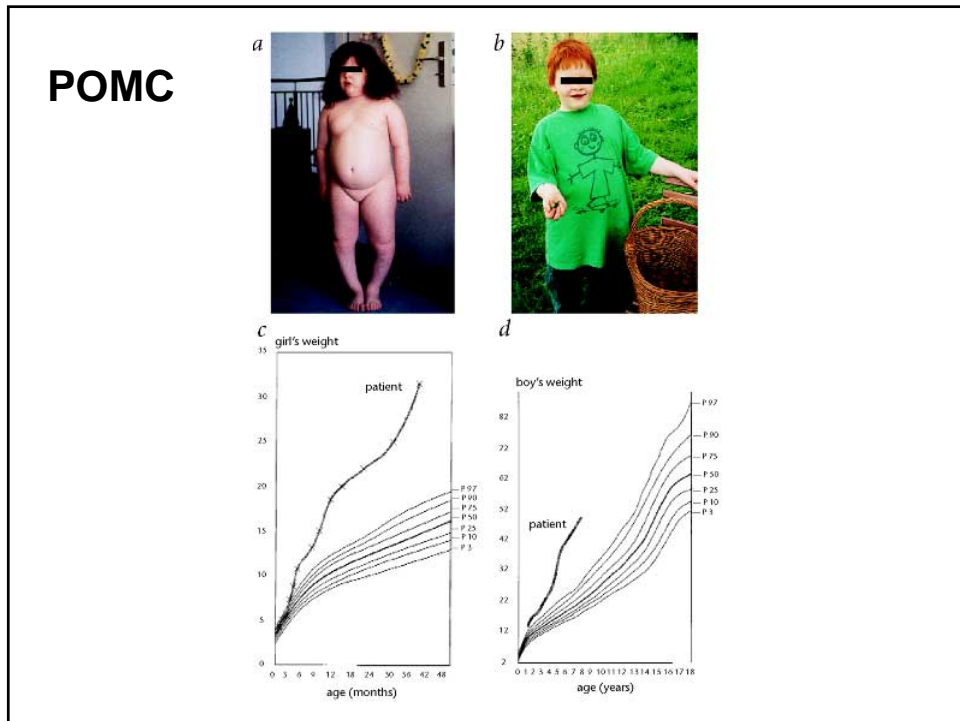 POMC
a
b
c
girl's weight
35
30
25
20
15
10
5
0
patient
P 97
P 90
P 75
P 50
P 25
P 10
P 3
0 3 6 9 12 18 24 30 36 42 48
age (months)
d
boy's weight
82
72
62
52
42
32
22
12
2
patient
P 97
P 90
P 75
P 50
P 25
P 10
P 3
0 1 2 3 4 5 6 7 8 9 10 11 12 13 14 15 16 17 18
age (years)